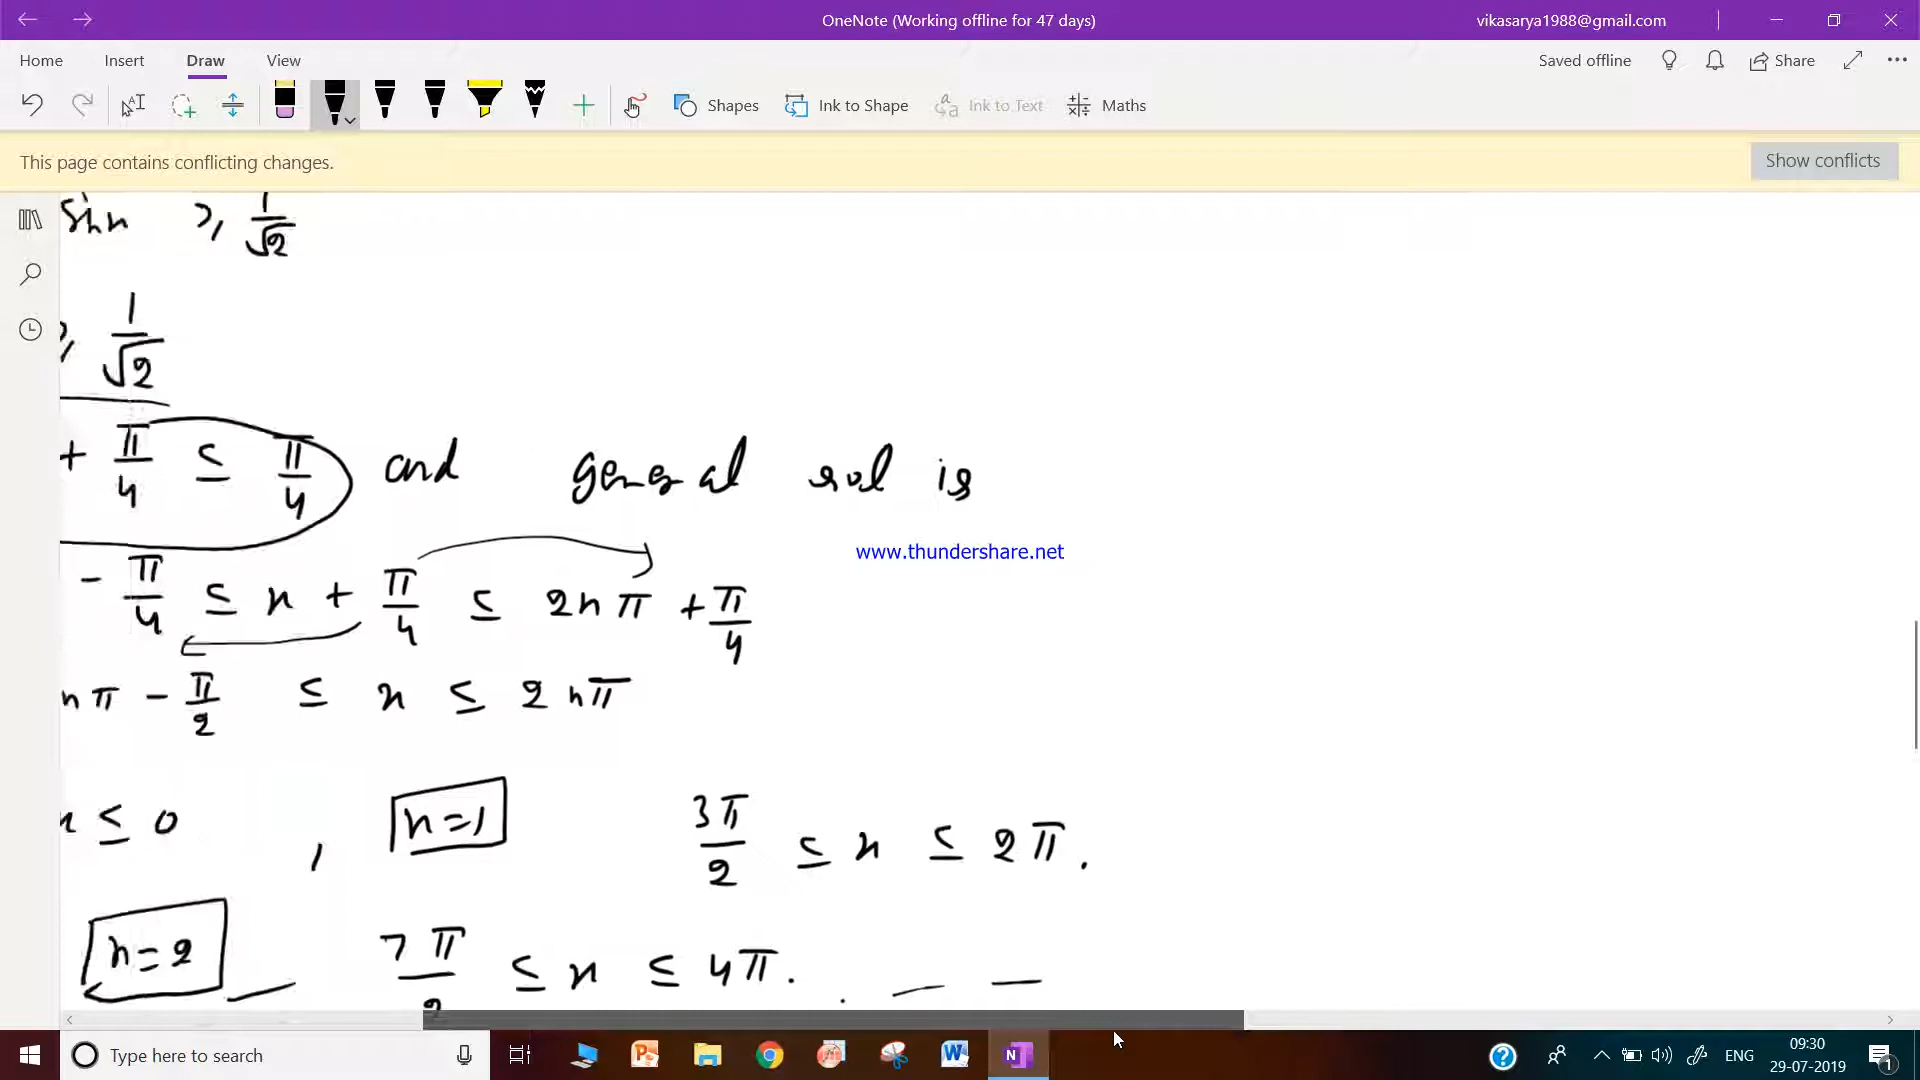 OneNote (Working offline for 47 days)
vikasarya1988@gmail.com
Home Insert Draw View
Saved offline Share
Shapes Ink to Shape Ink to Text Maths
This page contains conflicting changes.
Show conflicts
Sin x ≥ 1/√2
≥ 1/√2
+ π/4 ≤ π/4 and general sol is
www.thundershare.net
- π/4 ≤ x + π/4 ≤ 2nπ + π/4
nπ - π/2 ≤ x ≤ 2nπ
x ≤ 0 , n=1 3π/2 ≤ x ≤ 2π.
n=2 7π/2 ≤ x ≤ 4π.
Type here to search
ENG
09:30
29-07-2019
1